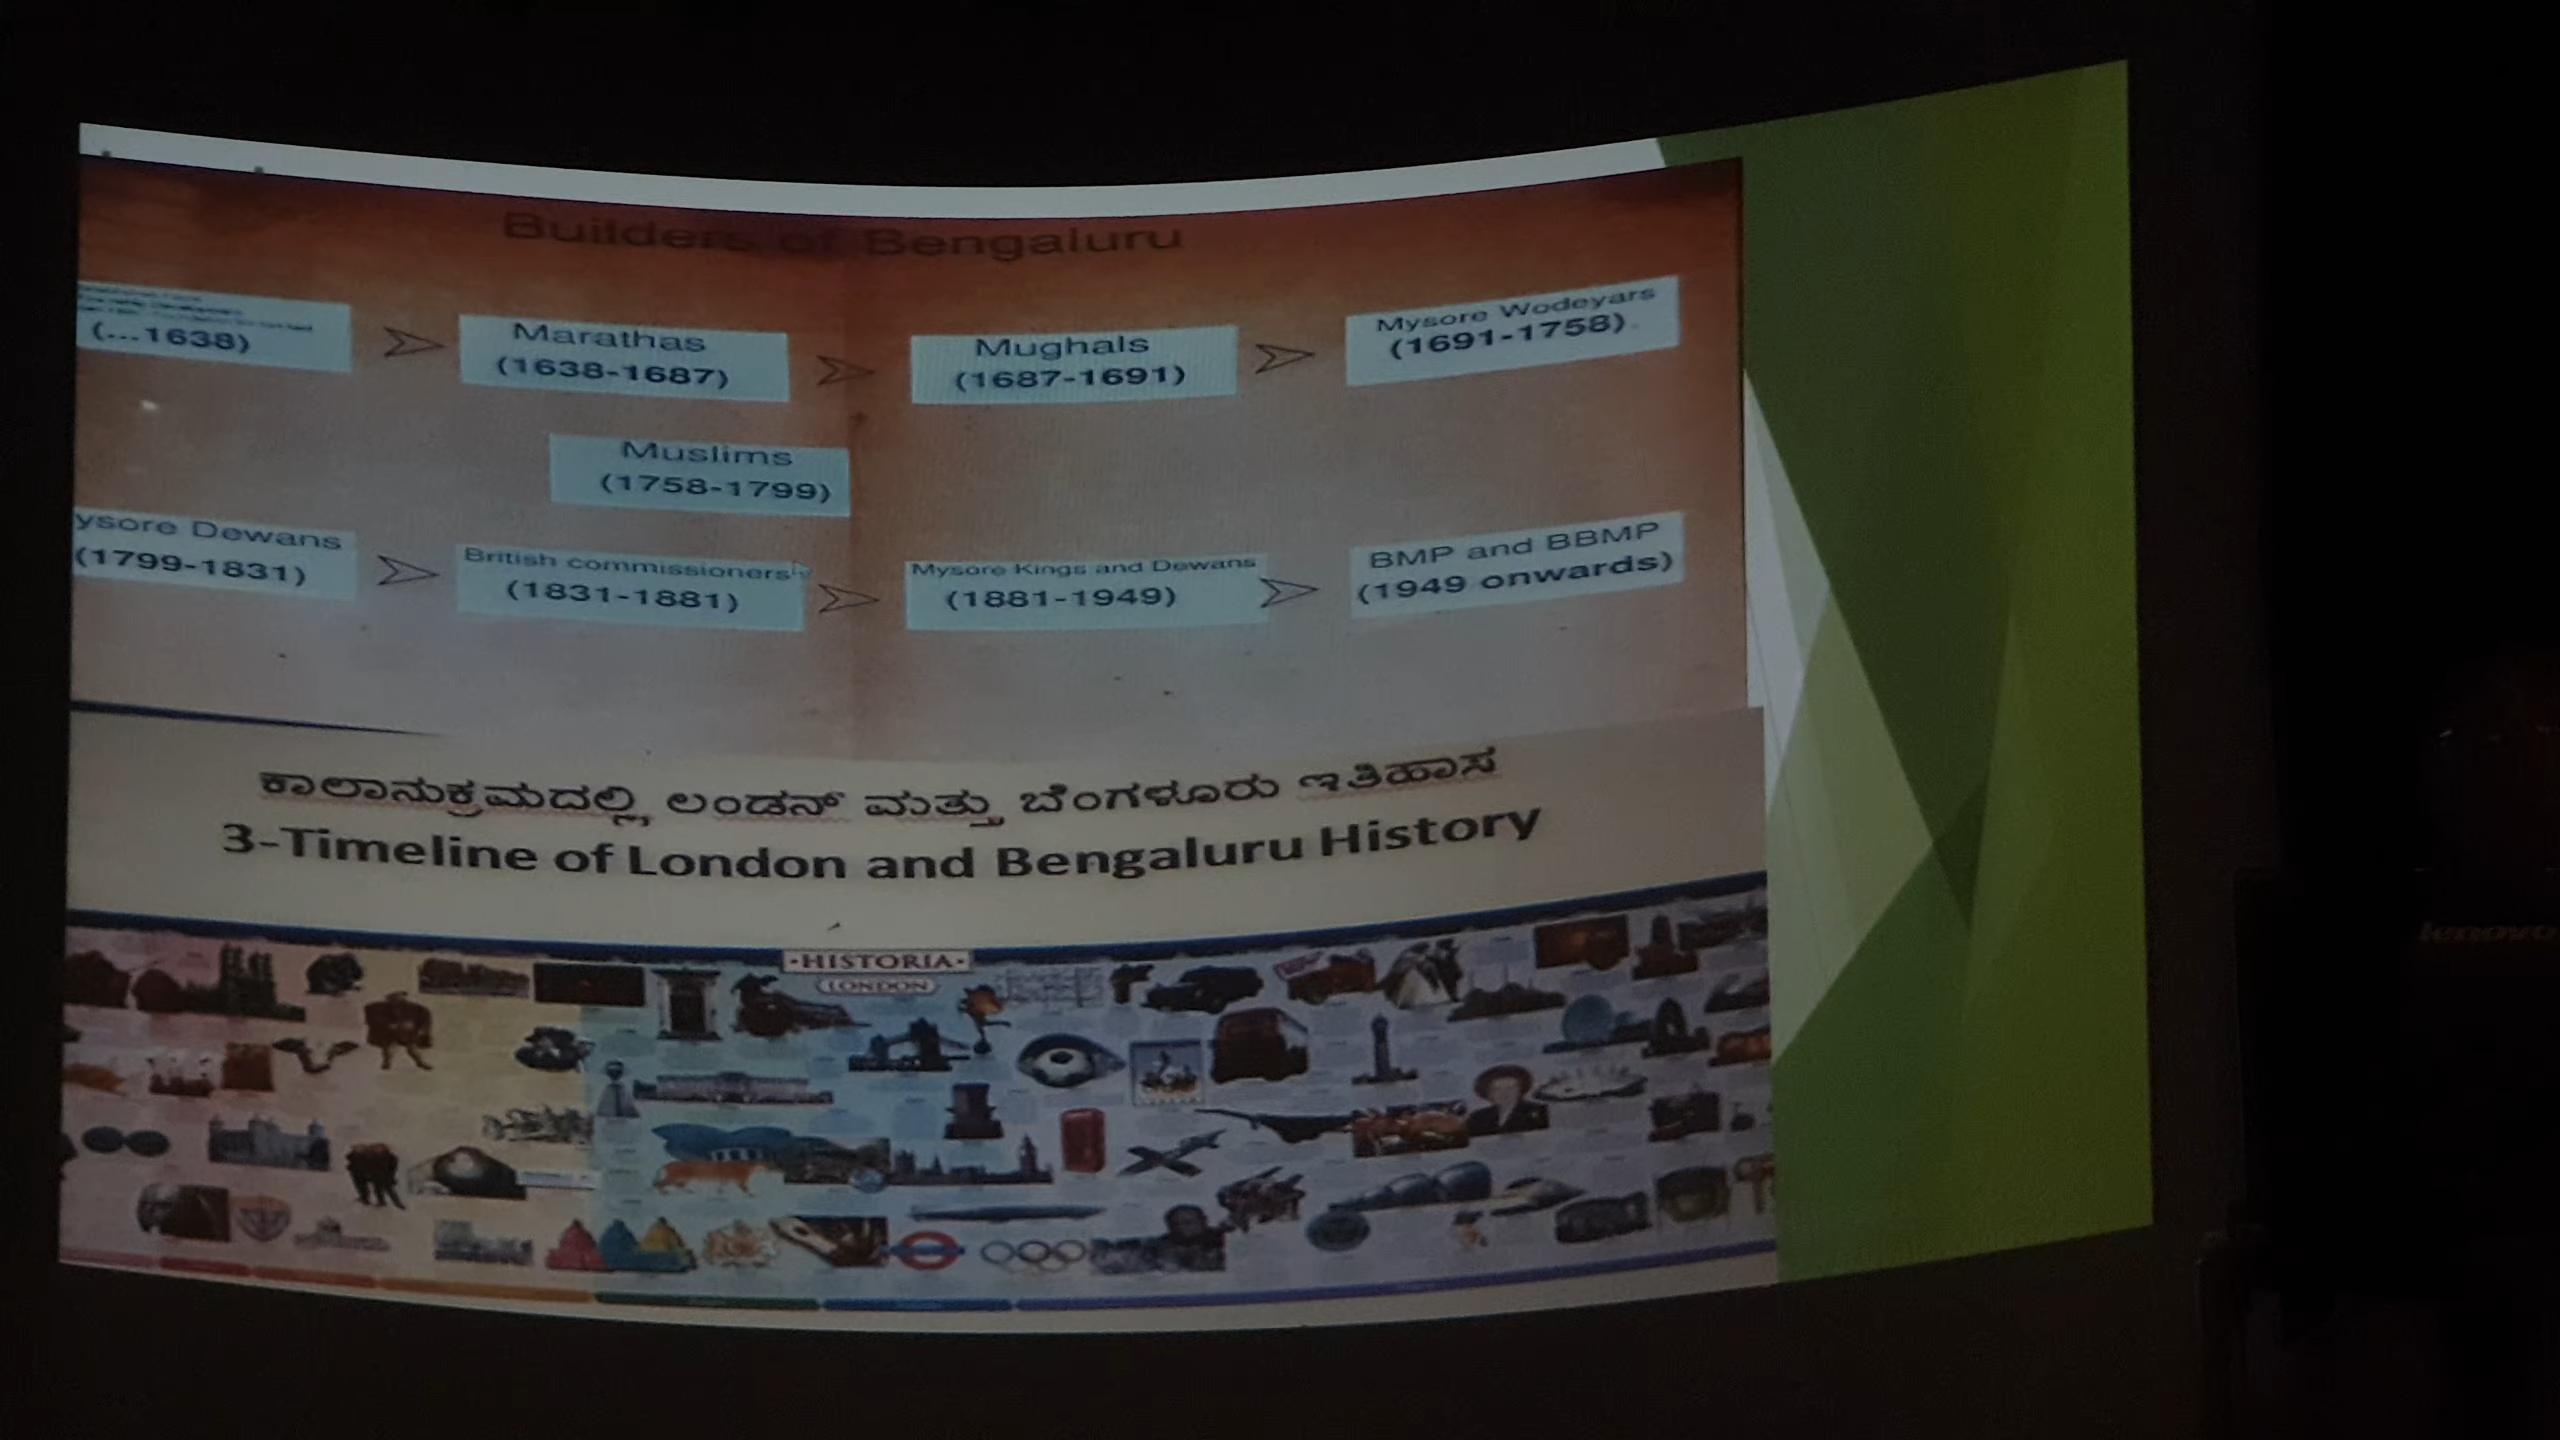 Builders of Bengaluru
(...1638)
Marathas
(1638-1687)
Mughals
(1687-1691)
Mysore Wodeyars
(1691-1758)
Muslims
(1758-1799)
ysore Dewans
(1799-1831)
British commissioners
(1831-1881)
Mysore Kings and Dewans
(1881-1949)
BMP and BBMP
(1949 onwards)
ಕಾಲಾನುಕ್ರಮದಲ್ಲಿ ಲಂಡನ್ ಮತ್ತು ಬೆಂಗಳೂರು ಇತಿಹಾಸ
3-Timeline of London and Bengaluru History
·HISTORIA·
LONDON
lenovo